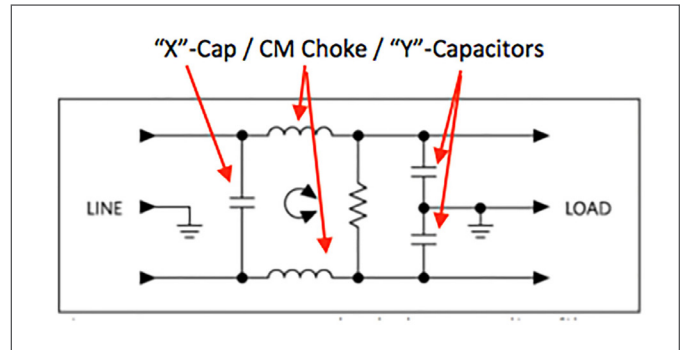 “X”-Cap / CM Choke / “Y”-Capacitors
LINE
LOAD